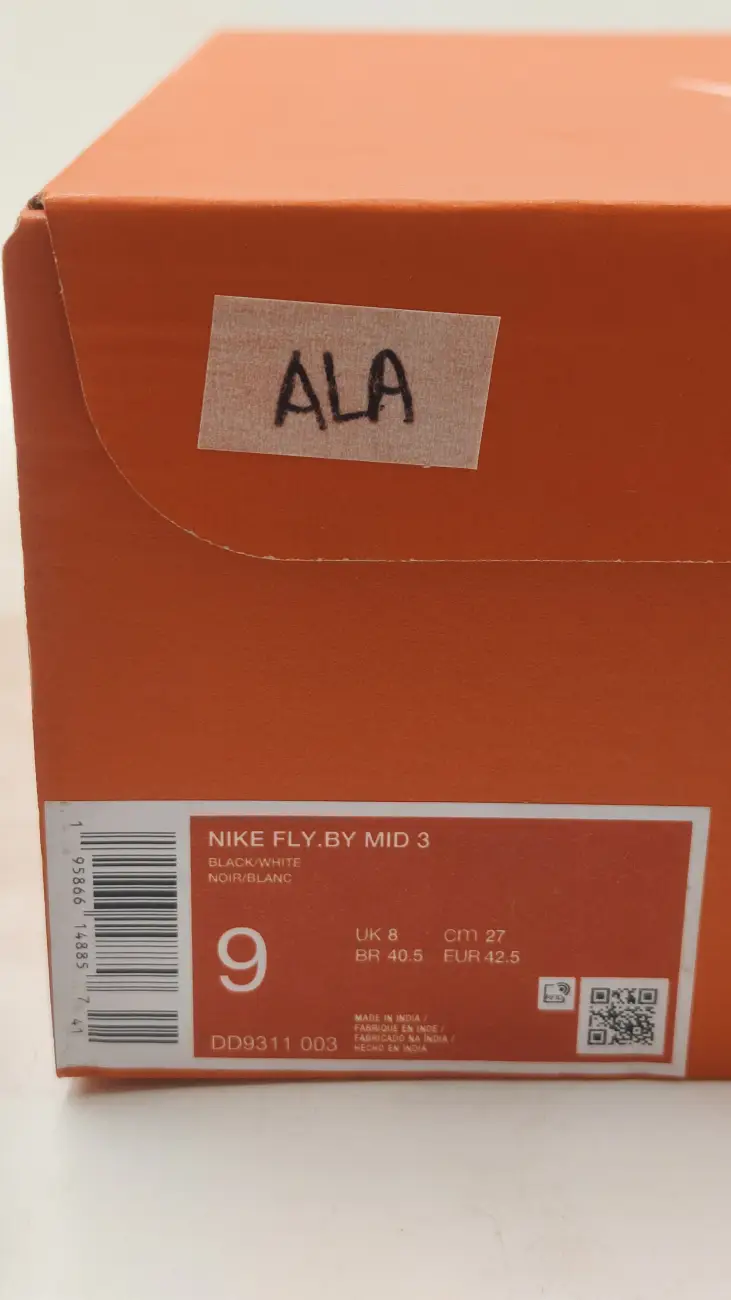 ALA
1 95866 14885 7 41
NIKE FLY.BY MID 3
BLACK/WHITE
NOIR/BLANC
9
UK 8 cm 27
BR 40.5 EUR 42.5
DD9311 003
MADE IN INDIA /
FABRIQUE EN INDE /
FABRICADO NA INDIA /
HECHO EN INDIA